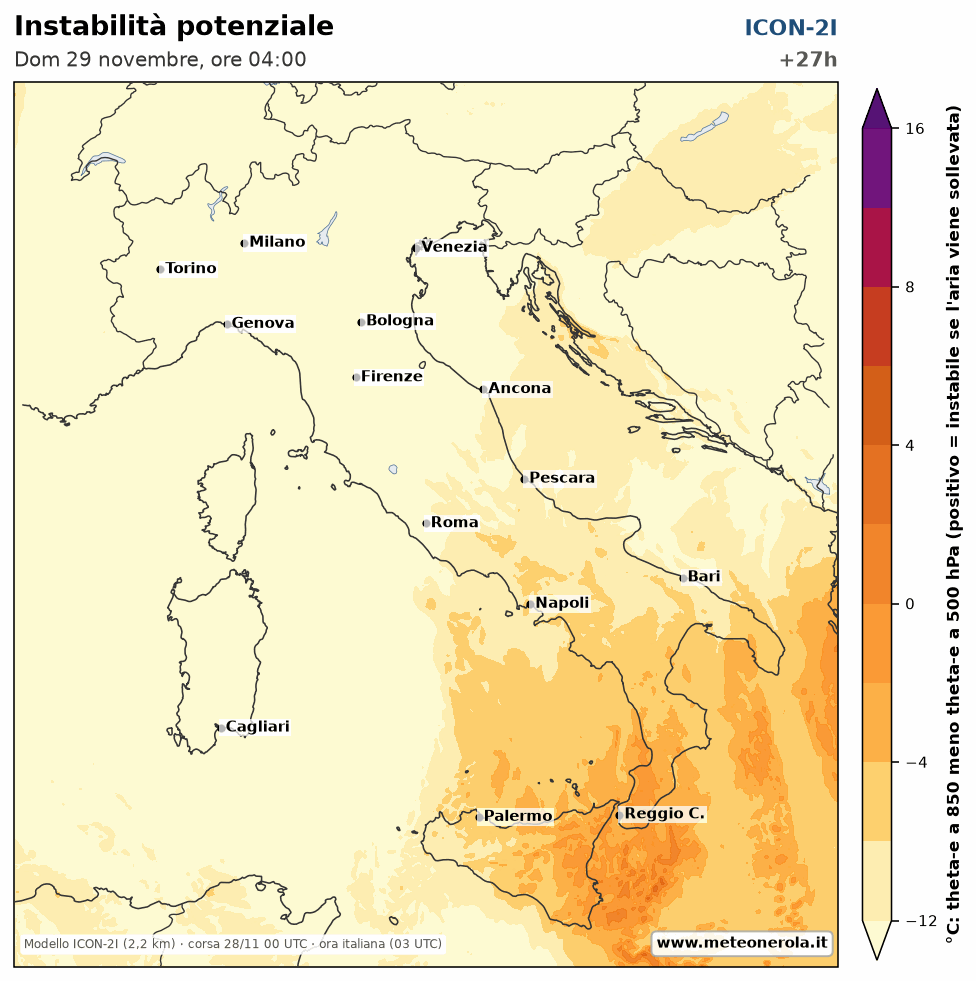 Instabilità potenziale
ICON-2I
Dom 29 novembre, ore 04:00
+27h
Milano
Venezia
Torino
Genova
Bologna
Firenze
Ancona
Pescara
Roma
Bari
Napoli
Cagliari
Palermo
Reggio C.
Modello ICON-2I (2,2 km) · corsa 28/11 00 UTC · ora italiana (03 UTC)
www.meteonerola.it
16
8
4
0
−4
−12
°C: theta-e a 850 meno theta-e a 500 hPa (positivo = instabile se l'aria viene sollevata)